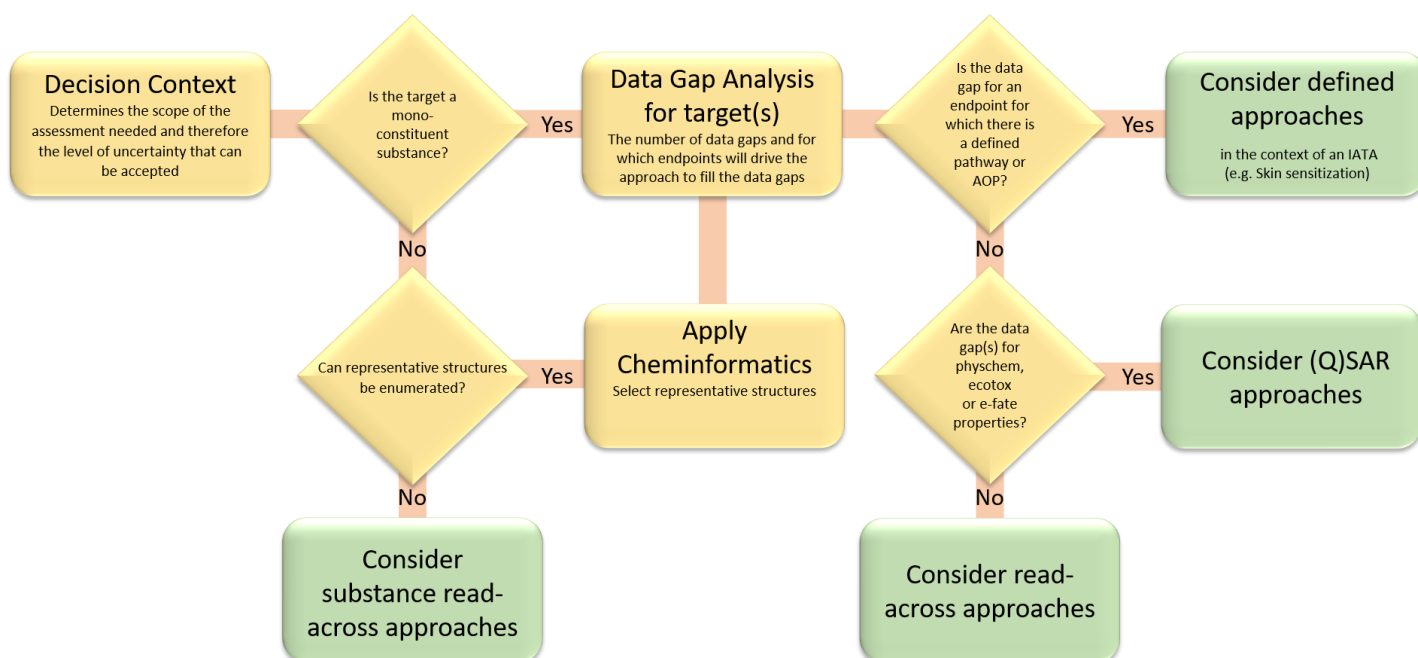 Decision Context
Determines the scope of the
assessment needed and therefore
the level of uncertainty that can
be accepted
Is the target a
mono-
constituent
substance?
Yes
Data Gap Analysis
for target(s)
The number of data gaps and for
which endpoints will drive the
approach to fill the data gaps
Is the data
gap for an
endpoint for
which there is
a defined
pathway or
AOP?
Yes
Consider defined
approaches
in the context of an IATA
(e.g. Skin sensitization)
No
No
Can representative structures
be enumerated?
Yes
Apply
Cheminformatics
Select representative structures
Are the data
gap(s) for
physchem,
ecotox
or e-fate
properties?
Yes
Consider (Q)SAR
approaches
No
No
Consider
substance read-
across approaches
Consider read-
across approaches